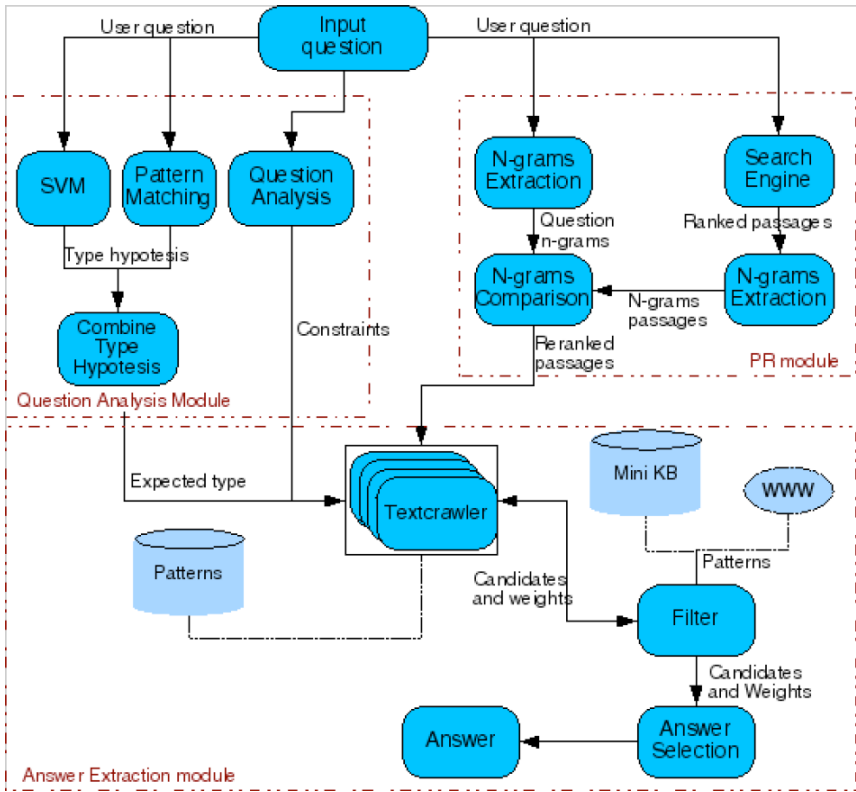 User question
Input
question
User question
SVM
Pattern
Matching
Question
Analysis
N-grams
Extraction
Search
Engine
Type hypotesis
Question
n-grams
Ranked passages
Combine
Type
Hypotesis
Constraints
N-grams
Comparison
N-grams
passages
N-grams
Extraction
Reranked
passages
PR module
Question Analysis Module
Expected type
Textcrawler
Mini KB
WWW
Patterns
Patterns
Candidates
and weights
Filter
Candidates
and Weights
Answer
Answer
Selection
Answer Extraction module